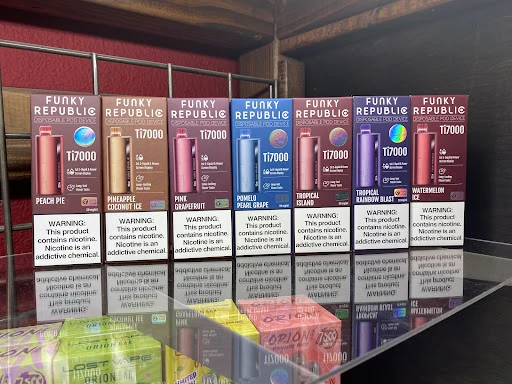 FUNKY
REPUBLIC
DISPOSABLE POD DEVICE
Ti7000
PEACH PIE
WARNING:
This product
contains nicotine.
Nicotine is an
addictive chemical.
FUNKY
REPUBLIC
DISPOSABLE POD DEVICE
Ti7000
PINEAPPLE
COCONUT ICE
WARNING:
This product
contains nicotine.
Nicotine is an
addictive chemical.
FUNKY
REPUBLIC
DISPOSABLE POD DEVICE
Ti7000
PINK
GRAPEFRUIT
WARNING:
This product
contains nicotine.
Nicotine is an
addictive chemical.
FUNKY
REPUBLIC
DISPOSABLE POD DEVICE
Ti7000
POMELO
PEARL GRAPE
WARNING:
This product
contains nicotine.
Nicotine is an
addictive chemical.
FUNKY
REPUBLIC
DISPOSABLE POD DEVICE
Ti7000
TROPICAL
ISLAND
WARNING:
This product
contains nicotine.
Nicotine is an
addictive chemical.
FUNKY
REPUBLIC
DISPOSABLE POD DEVICE
Ti7000
TROPICAL
RAINBOW BLAST
WARNING:
This product
contains nicotine.
Nicotine is an
addictive chemical.
FUNKY
REPUBLIC
DISPOSABLE POD DEVICE
Ti7000
WATERMELON
ICE
WARNING:
This product
contains nicotine.
Nicotine is an
addictive chemical.
ORION
LOST VAPE
ORION BAR
ORION
7500